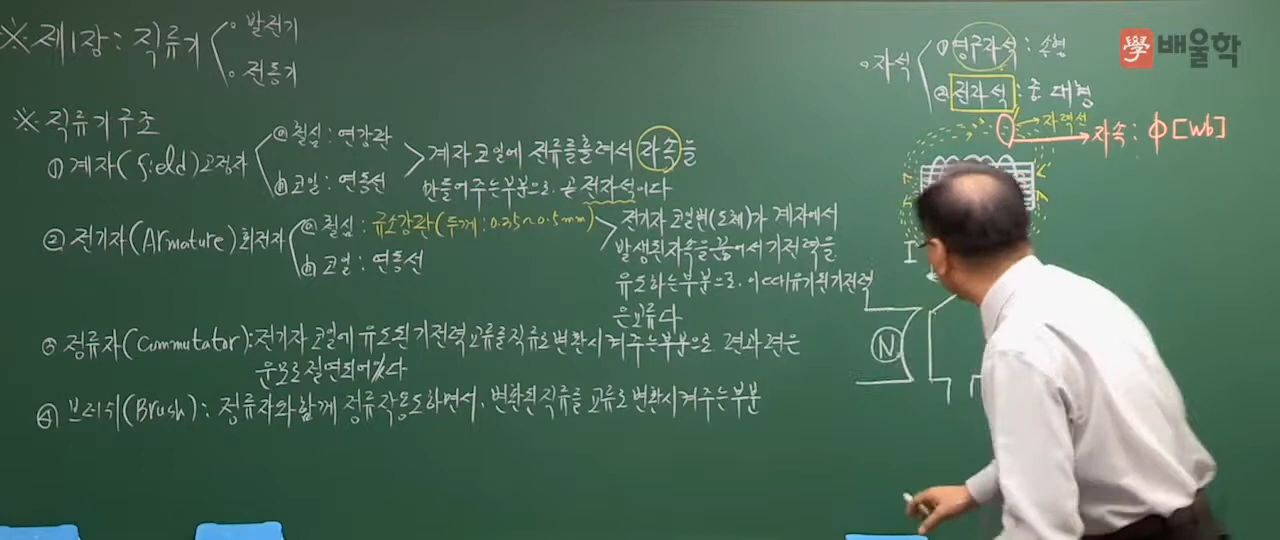 ※ 제1장 : 직류기
• 발전기
• 전동기
※ 직류기 구조
① 계자(field)고정자
ⓐ 철심 : 연강판
ⓑ 코일 : 연동선
계자 코일에 전류를 흘려서 자속을
만들어주는부분으로. 곧 전자석이다
② 전기자(Armature)회전자
ⓐ 철심 : 규소강판(두께 : 0.35~0.5mm)
ⓑ 코일 : 연동선
전기자 코일변(도체)가 계자에서
발생된자속을 끊어서 기전력을
유도하는부분으로. 이때유기된기전력
은교류다
③ 정류자(Commutator) : 전기자 코일에 유도된 기전력 교류를 직류로변환시켜주는부분으로 편과편은
운모로절연되어있다
④ 브러쉬(Brush) : 정류자와함께 정류작용도하면서. 변환된직류를 교류로변환시켜주는부분
• 자석
① 영구자석 : 소형
② 전자석 : 중. 대형
자력선
자속 : Φ [Wb]
I
N
學 배울학